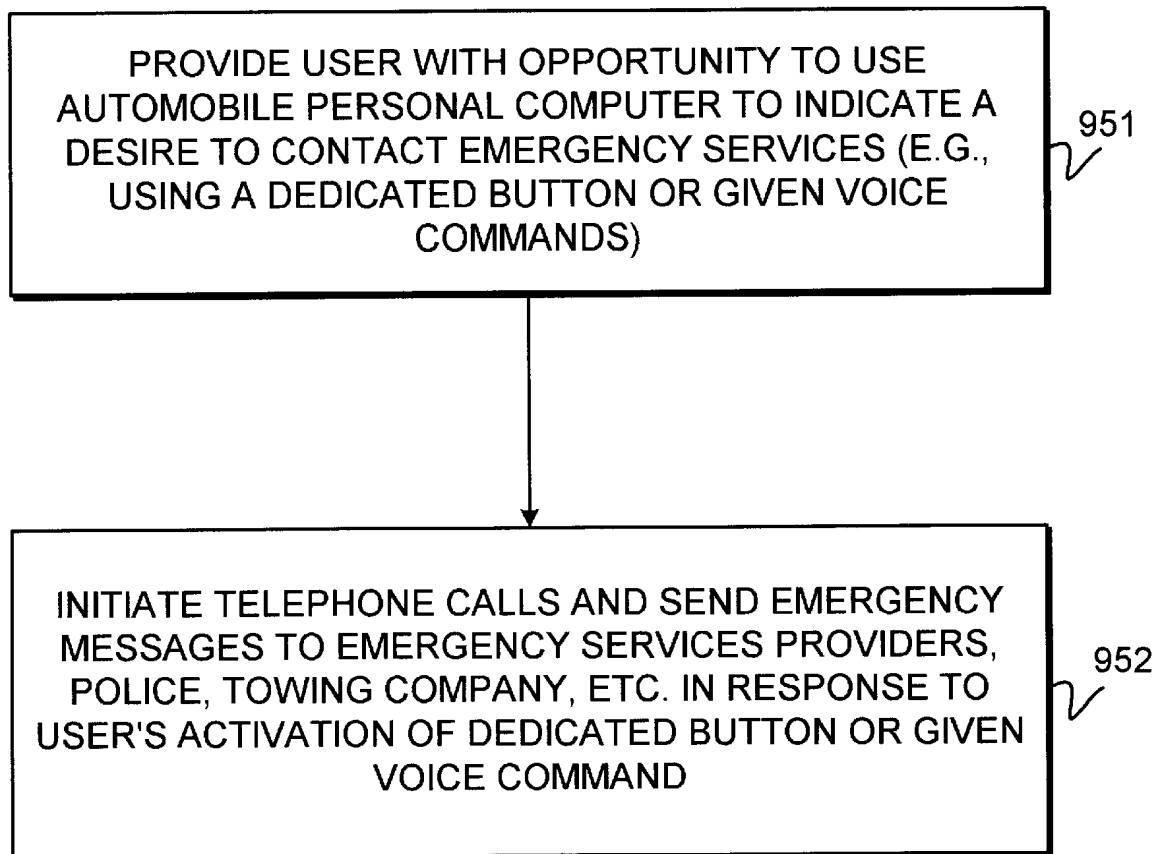 PROVIDE USER WITH OPPORTUNITY TO USE
AUTOMOBILE PERSONAL COMPUTER TO INDICATE A
DESIRE TO CONTACT EMERGENCY SERVICES (E.G.,
USING A DEDICATED BUTTON OR GIVEN VOICE
COMMANDS)
951
INITIATE TELEPHONE CALLS AND SEND EMERGENCY
MESSAGES TO EMERGENCY SERVICES PROVIDERS,
POLICE, TOWING COMPANY, ETC. IN RESPONSE TO
USER'S ACTIVATION OF DEDICATED BUTTON OR GIVEN
VOICE COMMAND
952